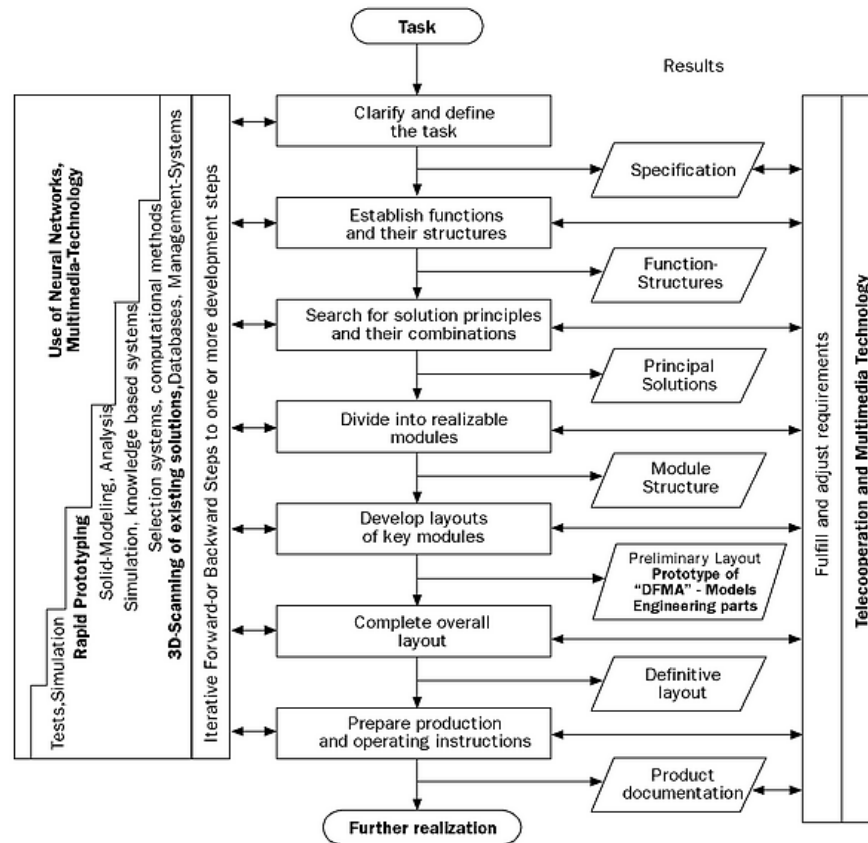 Task
Results
Clarify and define
the task
Specification
Establish functions
and their structures
Function-
Structures
Search for solution principles
and their combinations
Principal
Solutions
Divide into realizable
modules
Module
Structure
Develop layouts
of key modules
Preliminary Layout
Prototype of
"DFMA" - Models
Engineering parts
Complete overall
layout
Definitive
layout
Prepare production
and operating instructions
Product
documentation
Further realization
Use of Neural Networks,
Multimedia-Technology
Tests,Simulation
Rapid Prototyping
Solid-Modeling, Analysis
Simulation, knowledge based systems
Selection systems, computational methods
3D-Scanning of existing solutions,Databases, Management-Systems
Iterative Forward-or Backward Steps to one or more development steps
Fulfill and adjust requirements
Telecooperation and Multimedia Technology